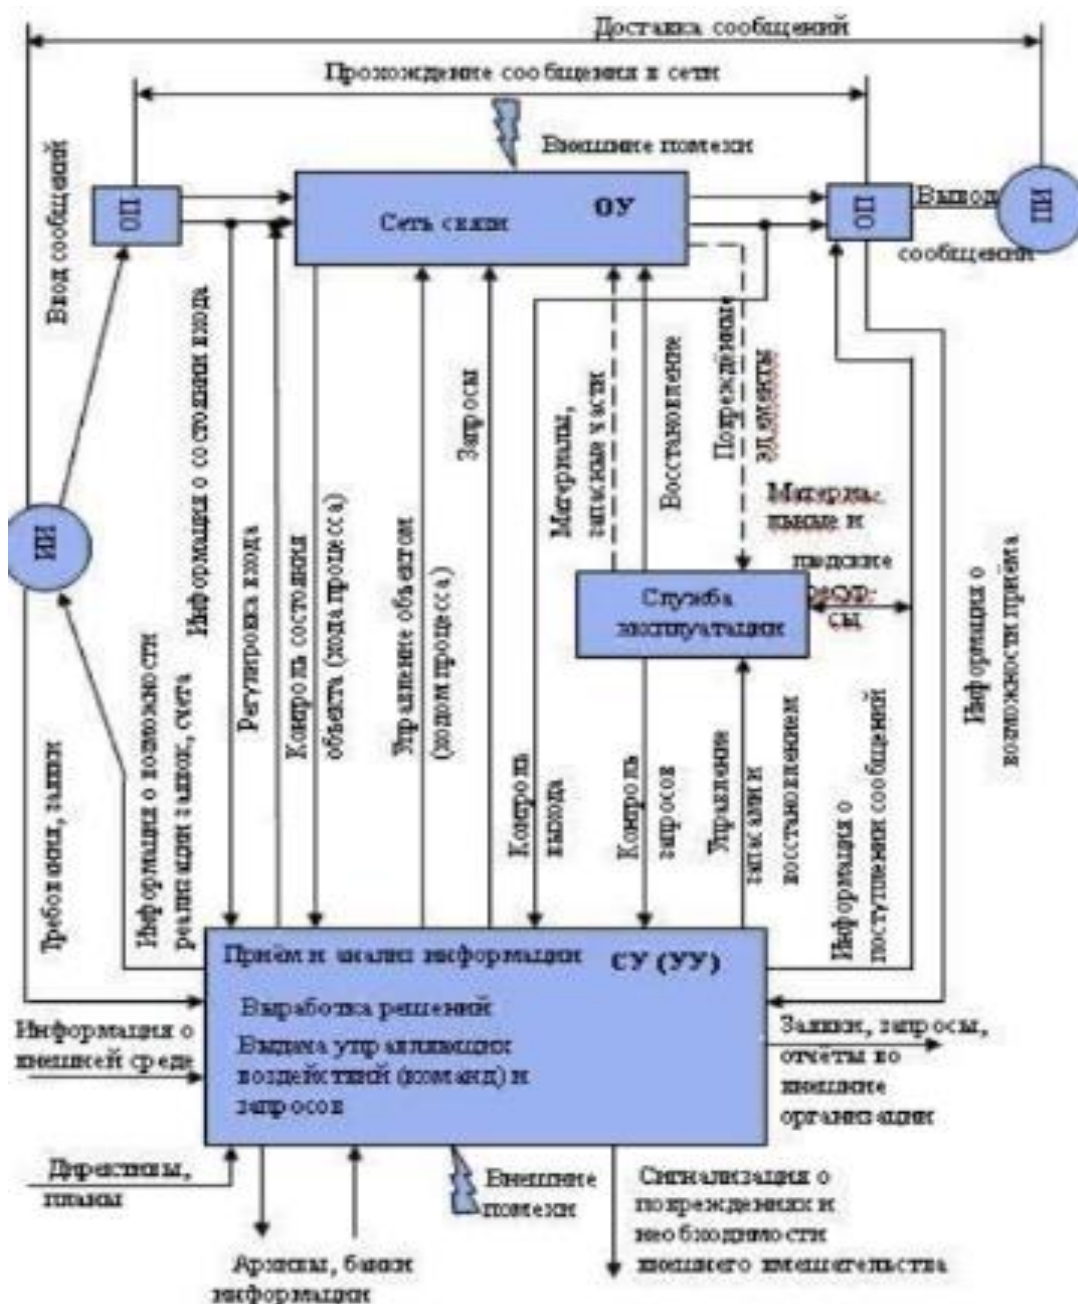 Доставка сообщений
Прохождение сообщения в сети
Внешние помехи
Ввод сообщений
ОП
Сеть связи
ОУ
ОП
Вывод
сообщений
ПИ
ИИ
Информация о состоянии входа
Регулировка входа
Контроль состояния
объекта (хода процесса)
Управление объектом
(ходом процесса)
Запросы
Материалы,
запасные части
Восстановление
Повреждённые
элементы
Материа-
льные и
людские
ресур-
сы
Служба
эксплуатации
Информация о
возможности приёма
Требования, заявки
Информация о возможности
реализации заявок, счета
Контроль
выхода
Контроль
запросов
Управление
запасами и
восстановлением
Информация о
поступлении сообщений
Приём и анализ информации
СУ (УУ)
Выработка решений
Выдача управляющих
воздействий (команд) и
запросов
Информация о
внешней среде
Заявки, запросы,
отчёты во
внешние
организации
Директивы,
планы
Архивы, банки
информации
Внешние
помехи
Сигнализация о
повреждениях и
необходимости
внешнего вмешательства